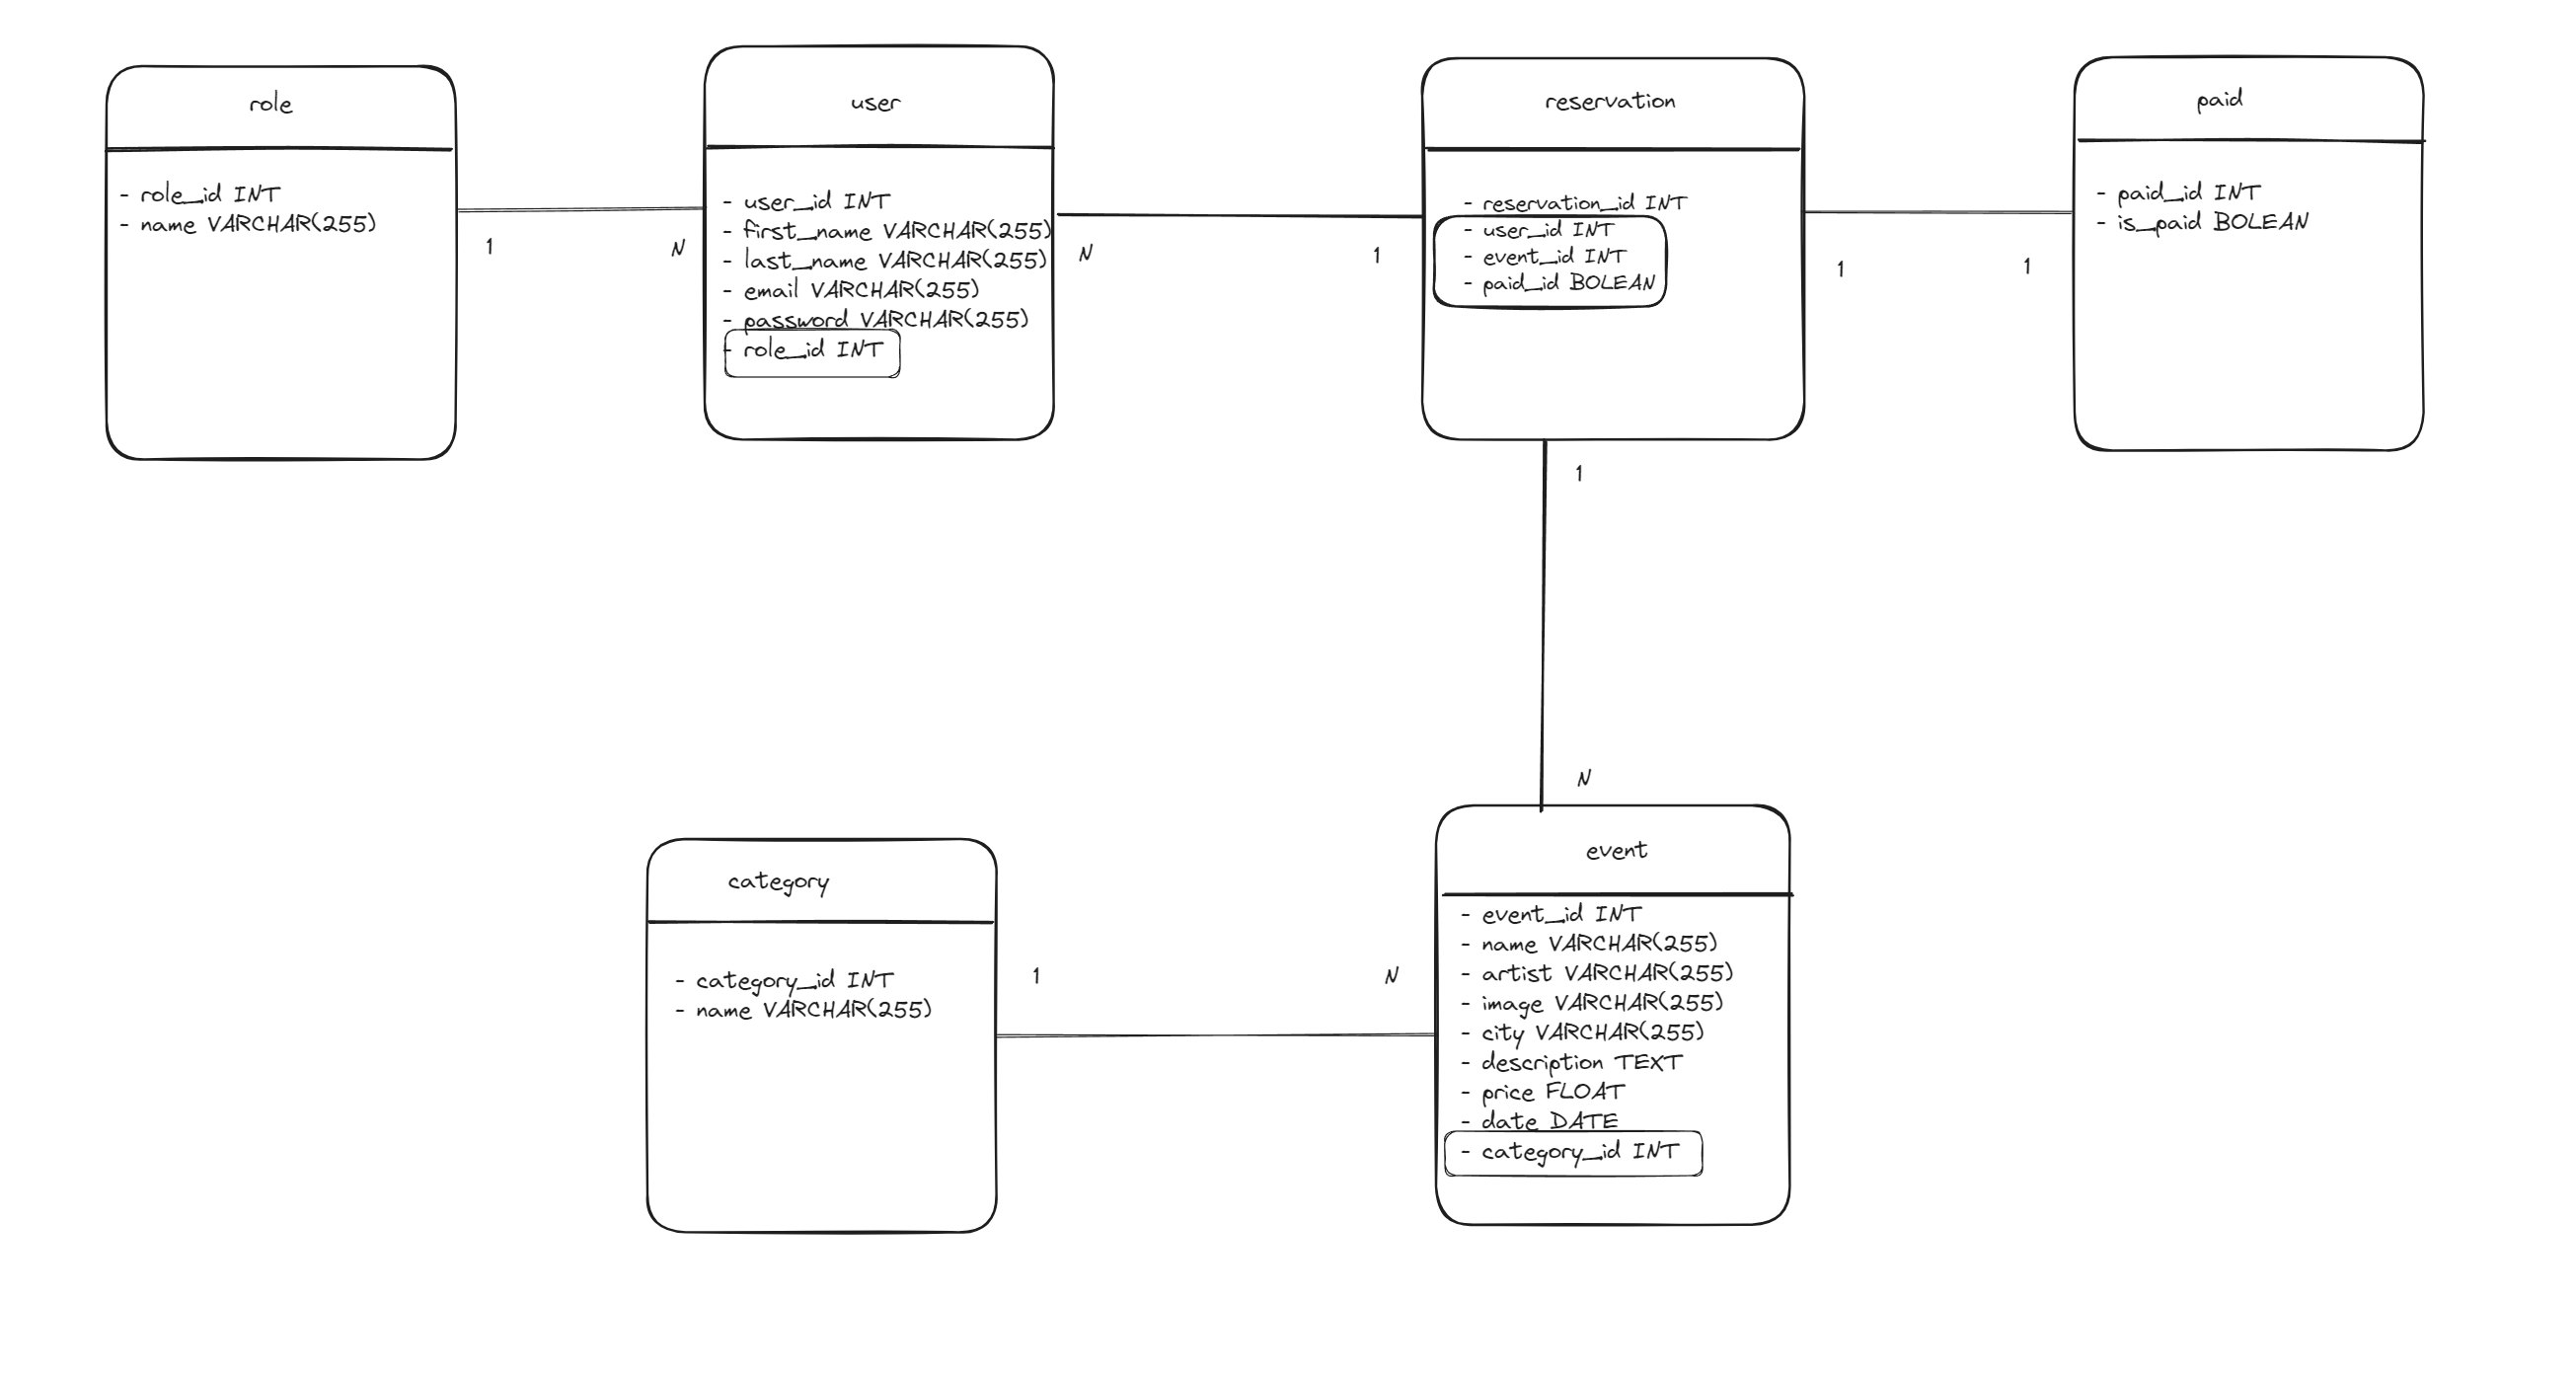 role
- role_id INT
- name VARCHAR(255)
1
N
user
- user_id INT
- first_name VARCHAR(255)
- last_name VARCHAR(255)
- email VARCHAR(255)
- password VARCHAR(255)
- role_id INT
N
1
reservation
- reservation_id INT
- user_id INT
- event_id INT
- paid_id BOLEAN
1
1
paid
- paid_id INT
- is_paid BOLEAN
1
N
category
- category_id INT
- name VARCHAR(255)
1
N
event
- event_id INT
- name VARCHAR(255)
- artist VARCHAR(255)
- image VARCHAR(255)
- city VARCHAR(255)
- description TEXT
- price FLOAT
- date DATE
- category_id INT